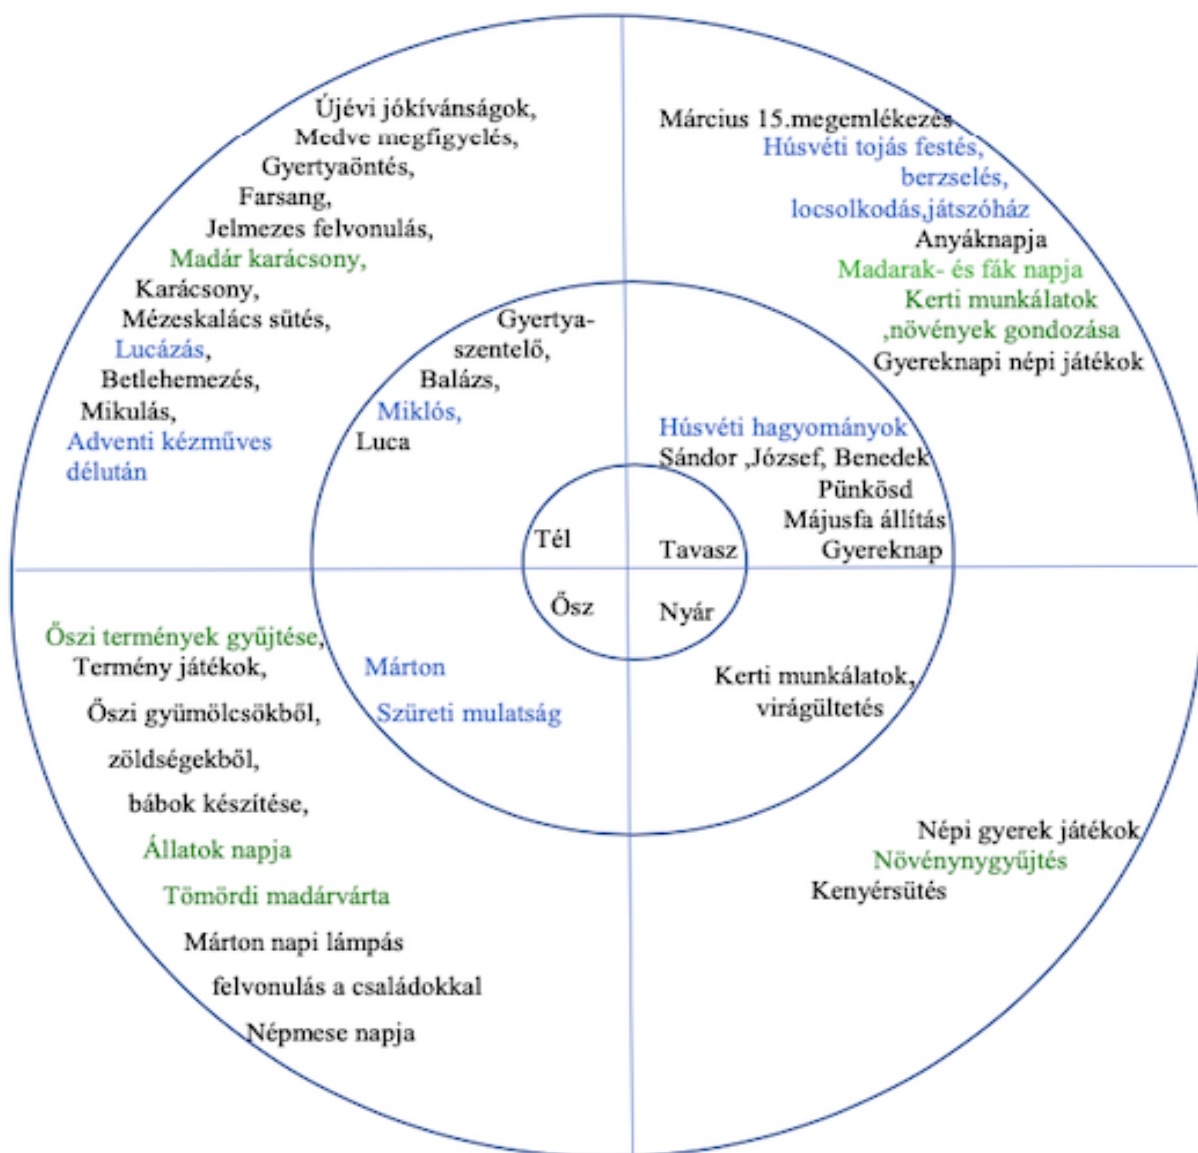 Újévi jókívánságok,
Medve megfigyelés,
Gyertyaöntés,
Farsang,
Jelmezes felvonulás,
Madár karácsony,
Karácsony,
Mézeskalács sütés,
Lucázás,
Betlehemezés,
Mikulás,
Adventi kézműves
délután
Március 15.megemlékezés
Húsvéti tojás festés,
berzselés,
locsolkodás,játszóház
Anyáknapja
Madarak- és fák napja
Kerti munkálatok
,növények gondozása
Gyereknapi népi játékok
Gyertya-
szentelő,
Balázs,
Miklós,
Luca
Húsvéti hagyományok
Sándor ,József, Benedek
Pünkösd
Májusfa állítás
Gyereknap
Tél
Tavasz
Ősz
Nyár
Őszi termények gyűjtése,
Termény játékok,
Őszi gyümölcsökből,
zöldségekből,
bábok készítése,
Állatok napja
Tömördi madárvárta
Márton napi lámpás
felvonulás a családokkal
Népmese napja
Márton
Szüreti mulatság
Kerti munkálatok,
virágültetés
Népi gyerek játékok
Növénynygyűjtés
Kenyérsütés